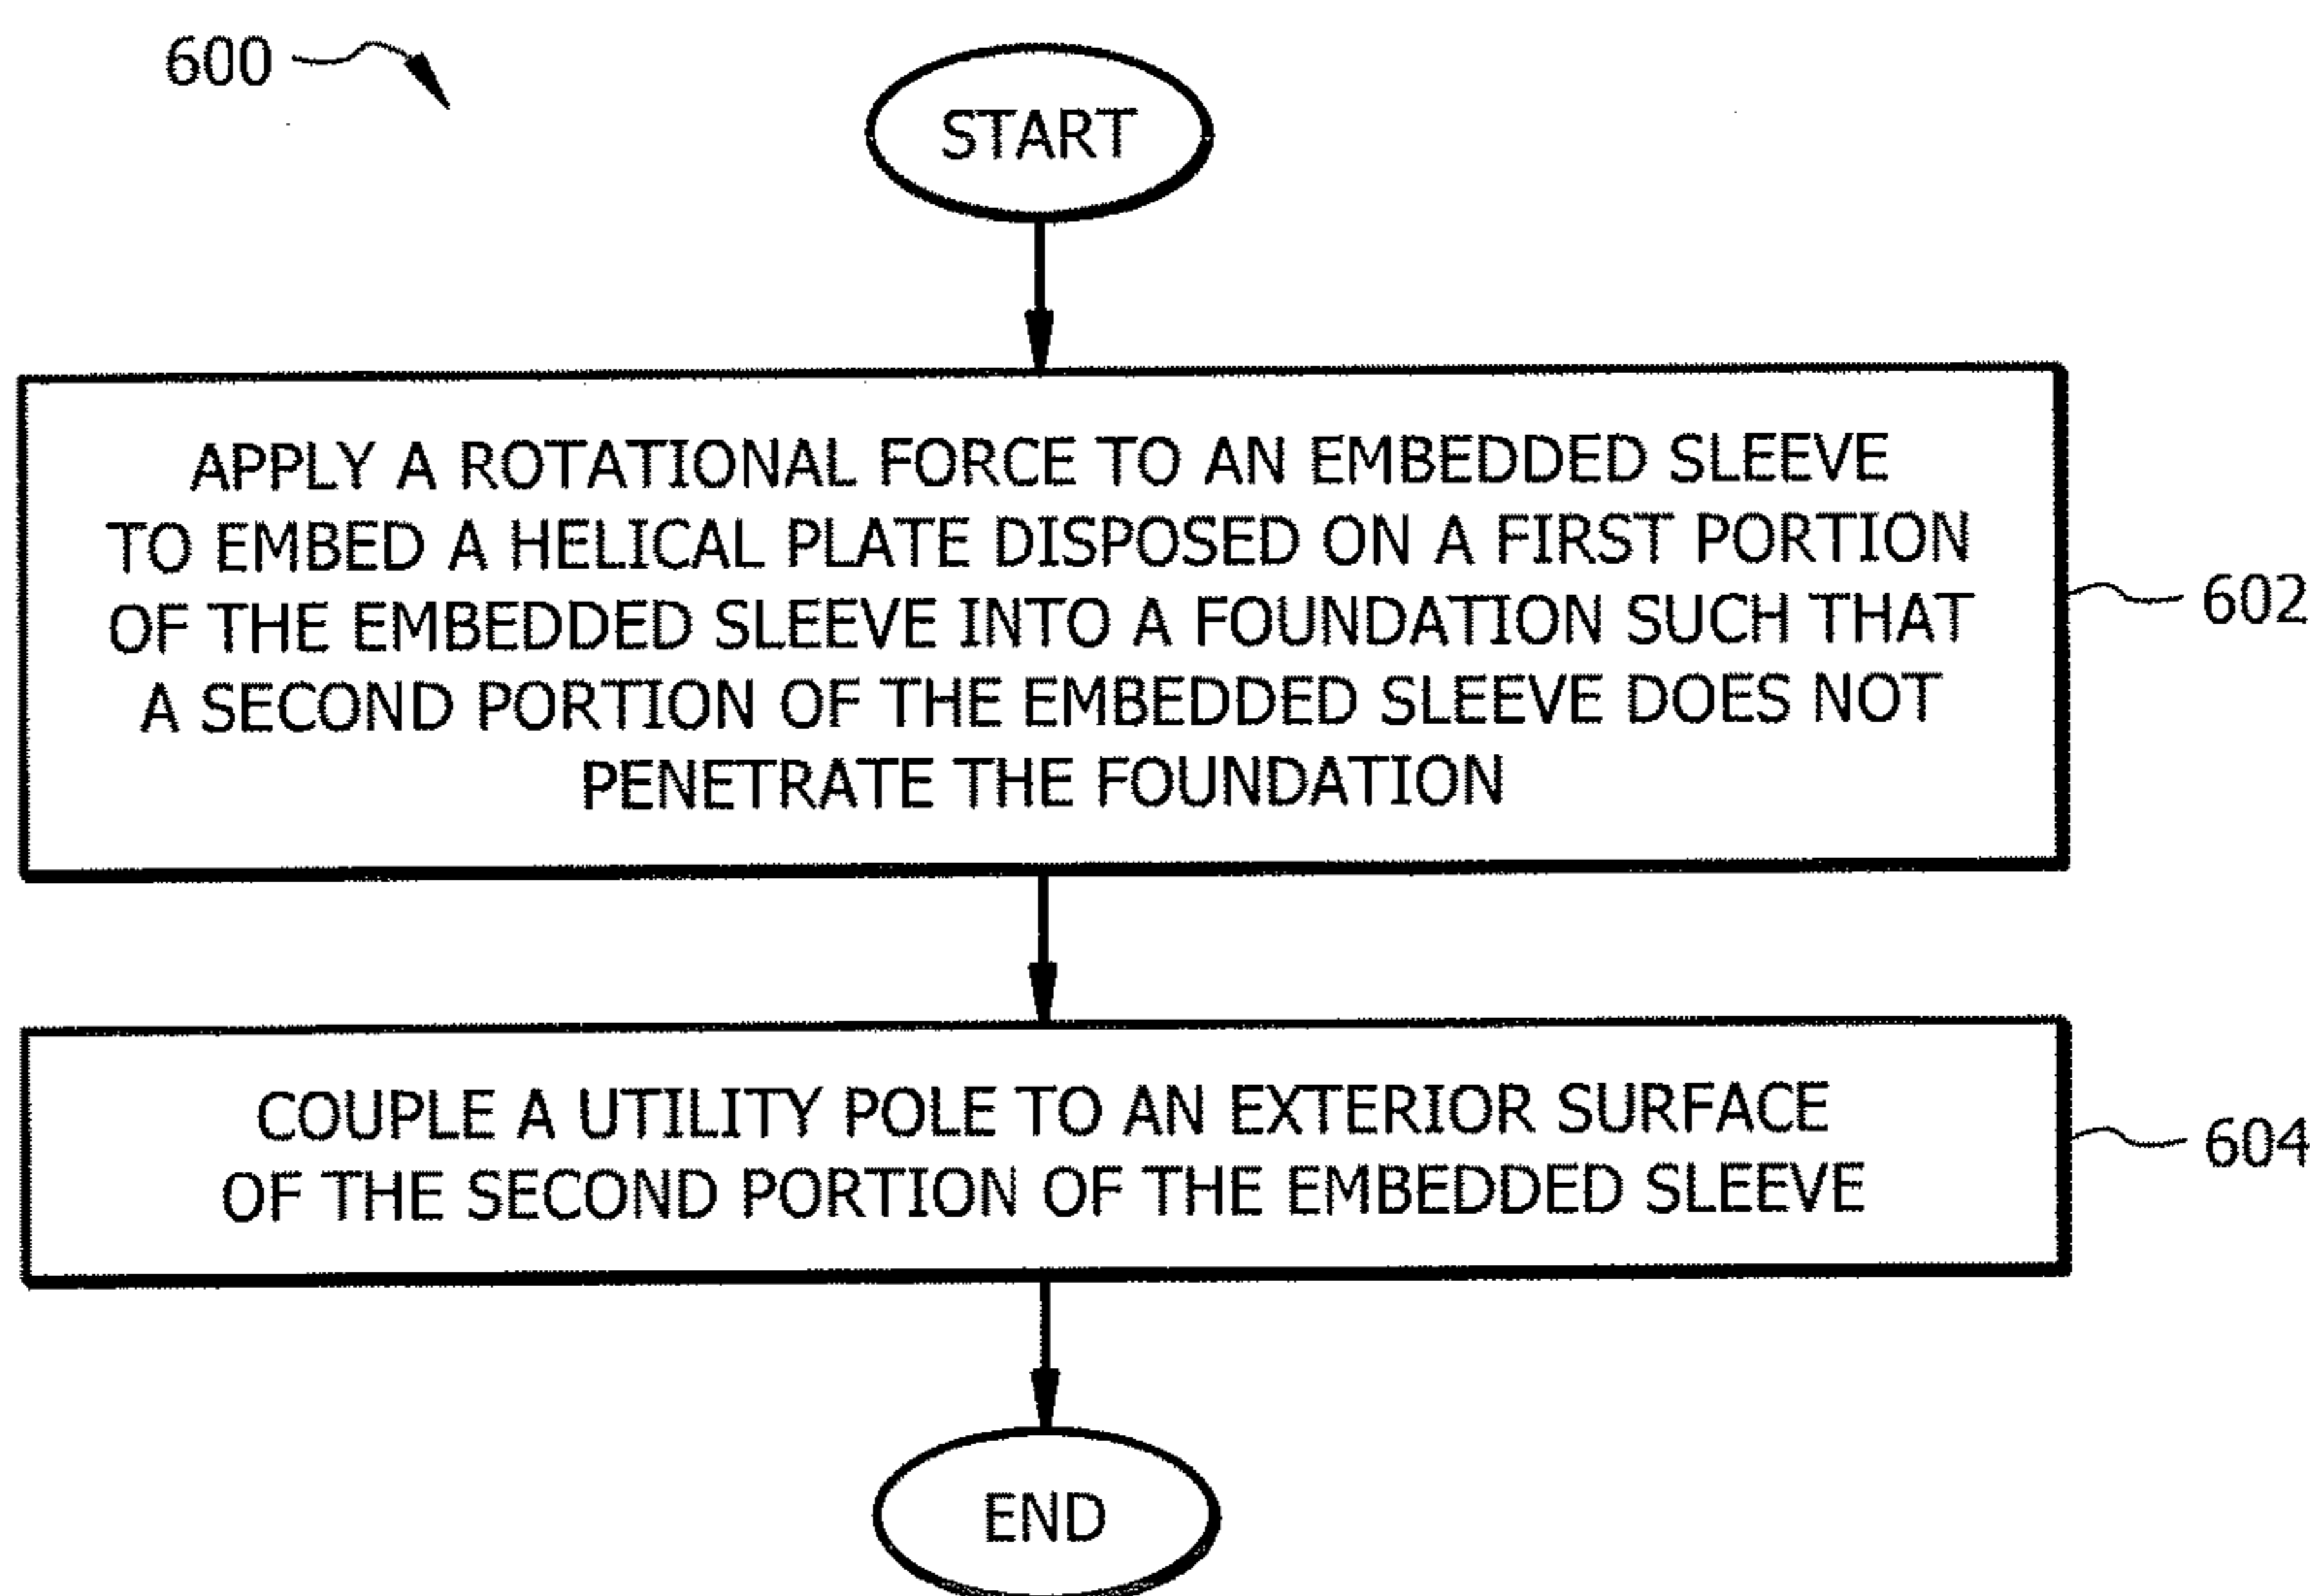 600
START
APPLY A ROTATIONAL FORCE TO AN EMBEDDED SLEEVE
TO EMBED A HELICAL PLATE DISPOSED ON A FIRST PORTION
OF THE EMBEDDED SLEEVE INTO A FOUNDATION SUCH THAT
A SECOND PORTION OF THE EMBEDDED SLEEVE DOES NOT
PENETRATE THE FOUNDATION
602
COUPLE A UTILITY POLE TO AN EXTERIOR SURFACE
OF THE SECOND PORTION OF THE EMBEDDED SLEEVE
604
END